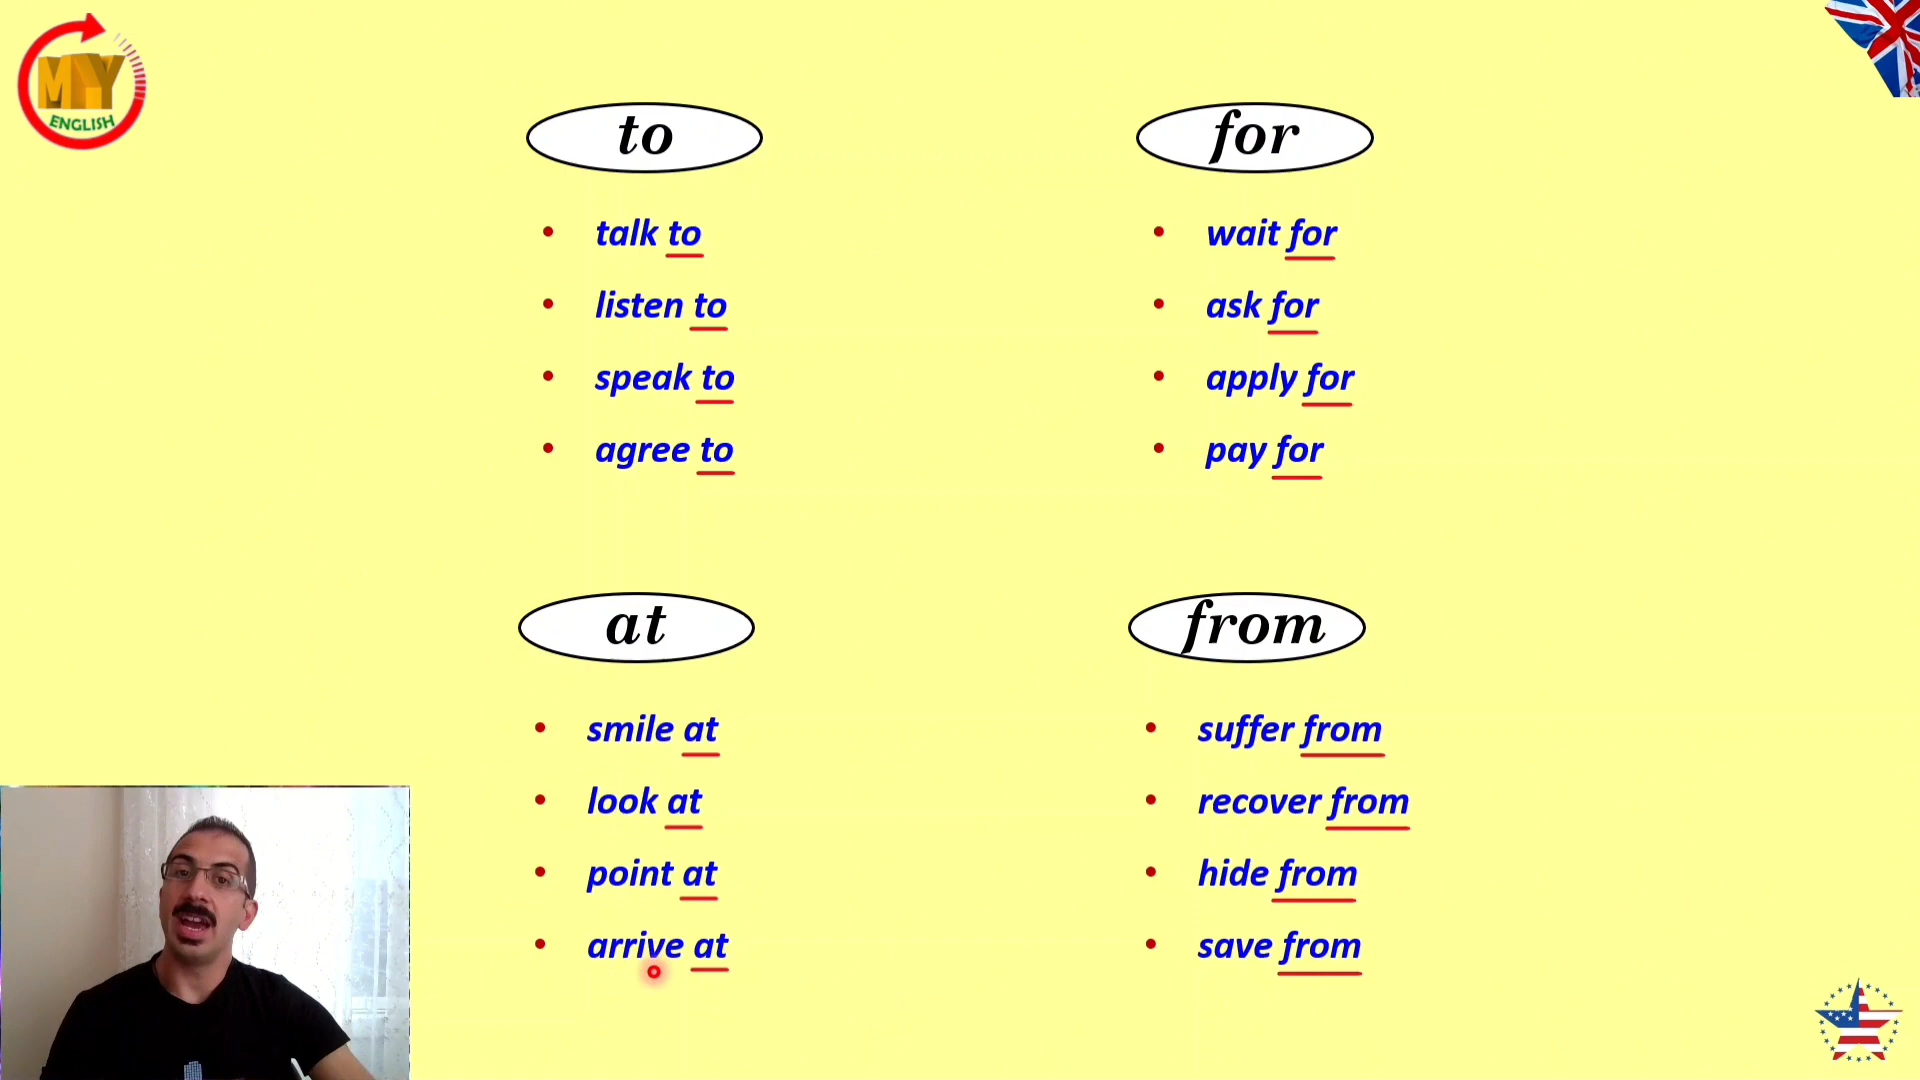 MY
ENGLISH
to
• talk to
• listen to
• speak to
• agree to
for
• wait for
• ask for
• apply for
• pay for
at
• smile at
• look at
• point at
• arrive at
from
• suffer from
• recover from
• hide from
• save from